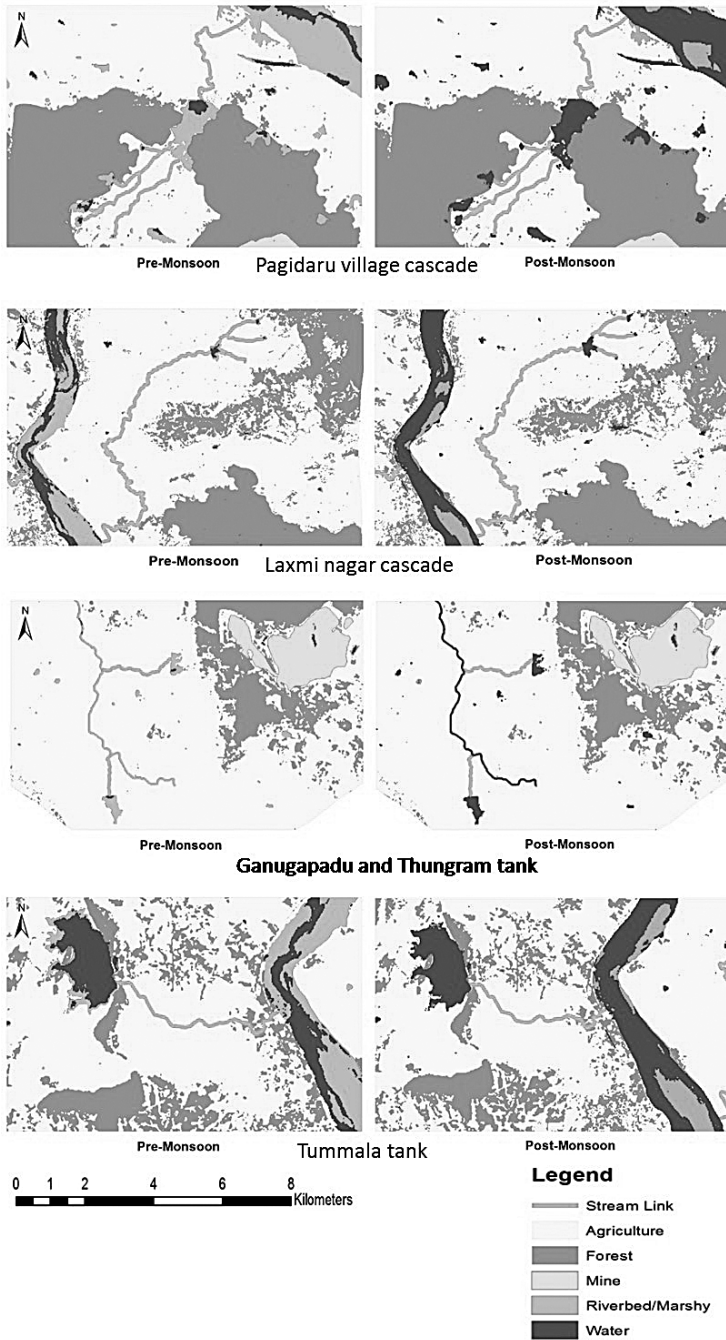 N
Pre-Monsoon
Post-Monsoon
Pagidaru village cascade
N
Pre-Monsoon
Post-Monsoon
Laxmi nagar cascade
N
Pre-Monsoon
Post-Monsoon
Ganugapadu and Thungram tank
N
Pre-Monsoon
Post-Monsoon
Tummala tank
0 1 2 4 6 8
Kilometers
Legend
Stream Link
Agriculture
Forest
Mine
Riverbed/Marshy
Water